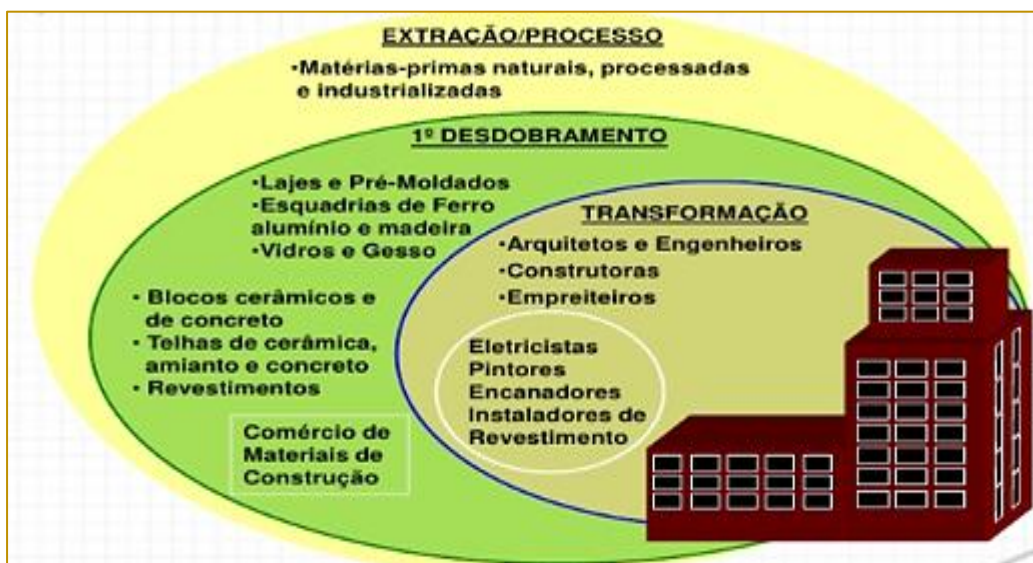 EXTRAÇÃO/PROCESSO
•Matérias-primas naturais, processadas
e industrializadas
1º DESDOBRAMENTO
•Lajes e Pré-Moldados
•Esquadrias de Ferro
alumínio e madeira
•Vidros e Gesso
• Blocos cerâmicos e
de concreto
• Telhas de cerâmica,
amianto e concreto
• Revestimentos
Comércio de
Materiais de
Construção
TRANSFORMAÇÃO
•Arquitetos e Engenheiros
•Construtoras
•Empreiteiros
Eletricistas
Pintores
Encanadores
Instaladores de
Revestimento